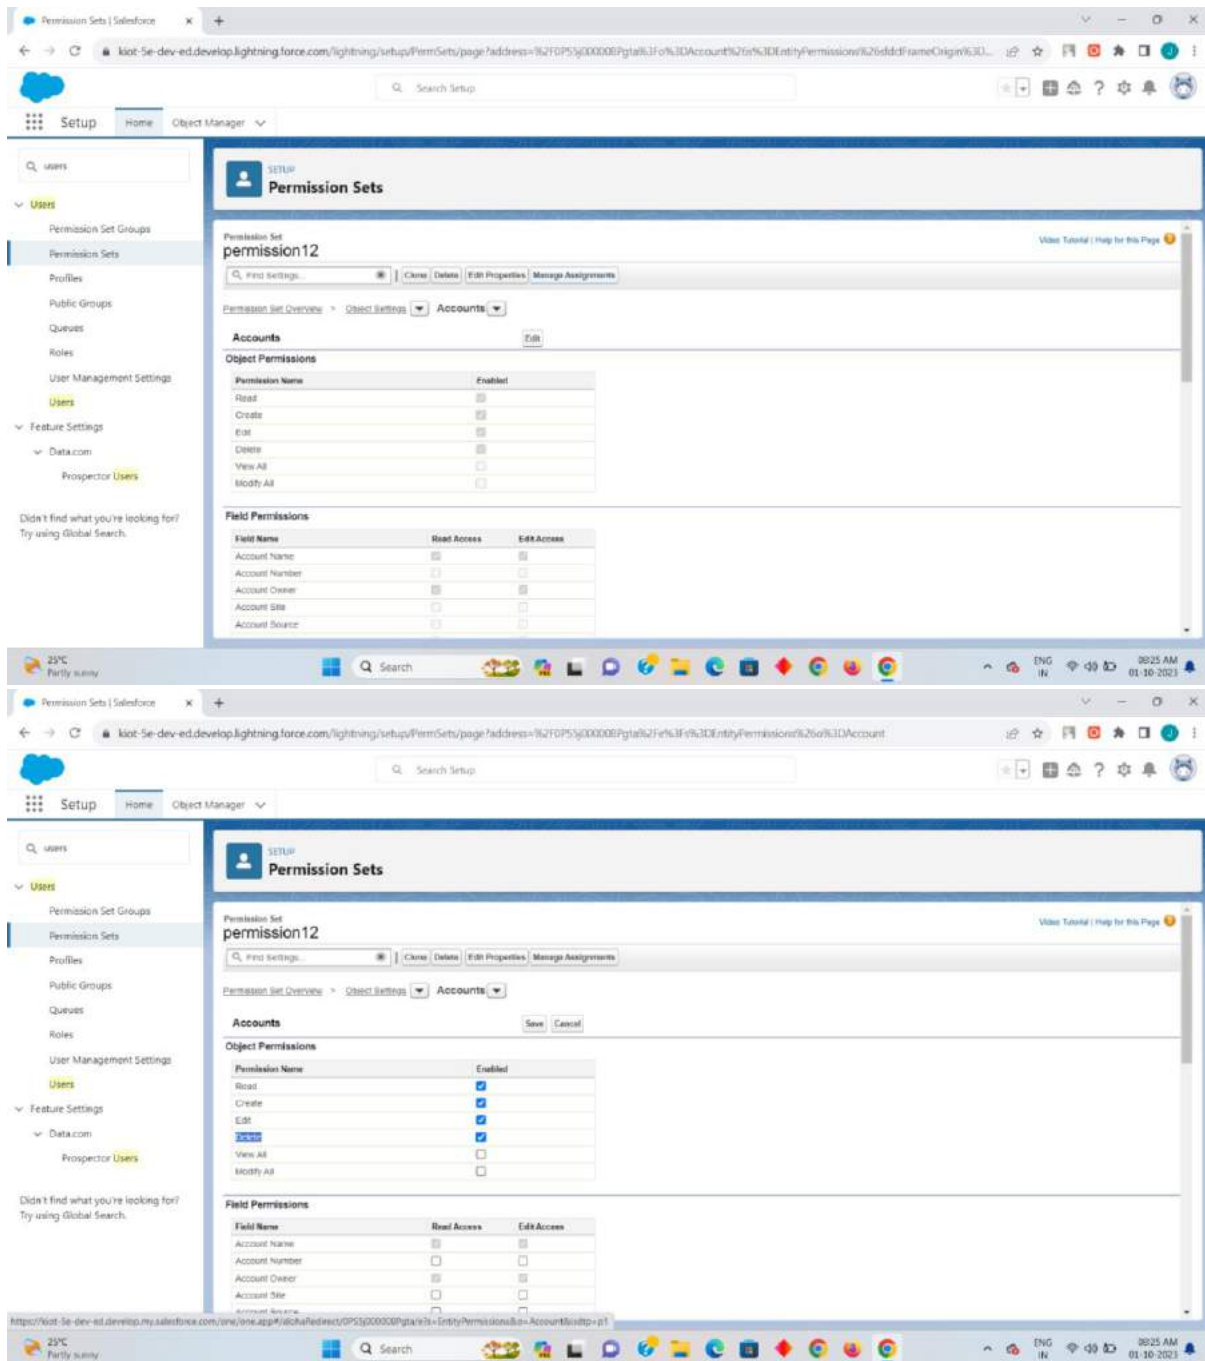 Permission Sets | Salesforce
Search Setup
Setup Home Object Manager
users
SETUP
Permission Sets
Users
Permission Set Groups
Permission Sets
Profiles
Public Groups
Queues
Roles
User Management Settings
Users
Feature Settings
Data.com
Prospector Users
Didn't find what you're looking for?
Try using Global Search.
Permission Set
permission12
Video Tutorial | Help for this Page
Find Settings...
Clone Delete Edit Properties Manage Assignments
Permission Set Overview > Object Settings Accounts
Accounts Edit
Object Permissions
Permission Name Enabled
Read
Create
Edit
Delete
View All
Modify All
Field Permissions
Field Name Read Access Edit Access
Account Name
Account Number
Account Owner
Account Site
Account Source
25°C
Partly sunny
Search
ENG
IN
08:25 AM
01-10-2023
Permission Sets | Salesforce
Search Setup
Setup Home Object Manager
users
SETUP
Permission Sets
Users
Permission Set Groups
Permission Sets
Profiles
Public Groups
Queues
Roles
User Management Settings
Users
Feature Settings
Data.com
Prospector Users
Didn't find what you're looking for?
Try using Global Search.
Permission Set
permission12
Video Tutorial | Help for this Page
Find Settings...
Clone Delete Edit Properties Manage Assignments
Permission Set Overview > Object Settings Accounts
Accounts Save Cancel
Object Permissions
Permission Name Enabled
Read
Create
Edit
Delete
View All
Modify All
Field Permissions
Field Name Read Access Edit Access
Account Name
Account Number
Account Owner
Account Site
Account Source
25°C
Partly sunny
Search
ENG
IN
08:25 AM
01-10-2023